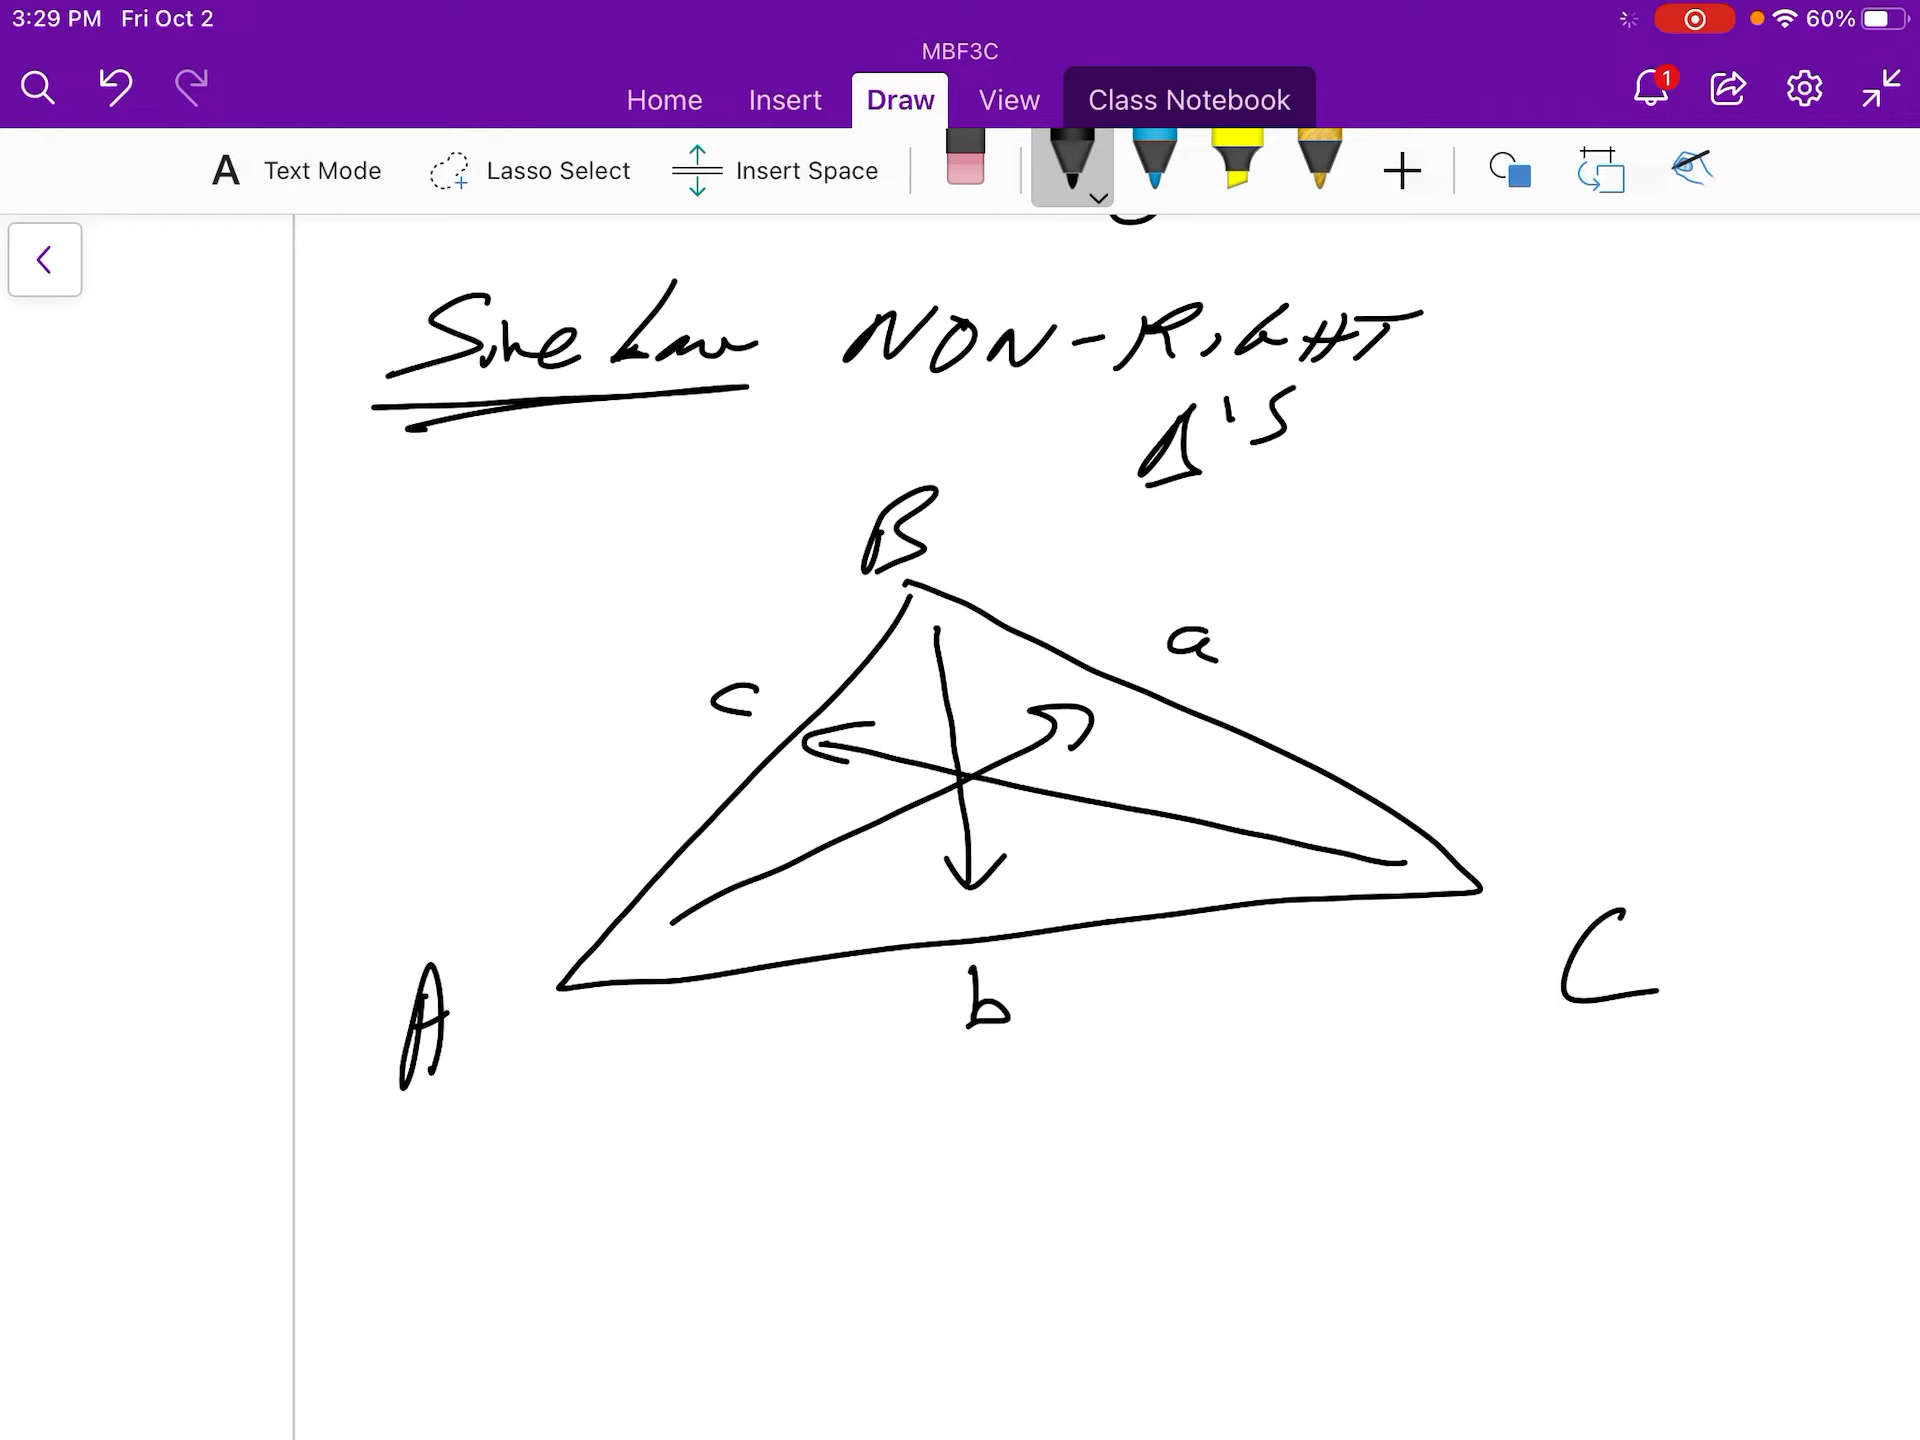 3:29 PM Fri Oct 2
60%
MBF3C
1
Home Insert Draw View Class Notebook
A Text Mode Lasso Select Insert Space
Sine Law NON-RIGHT
Δ'S
B
a
c
A
b
C